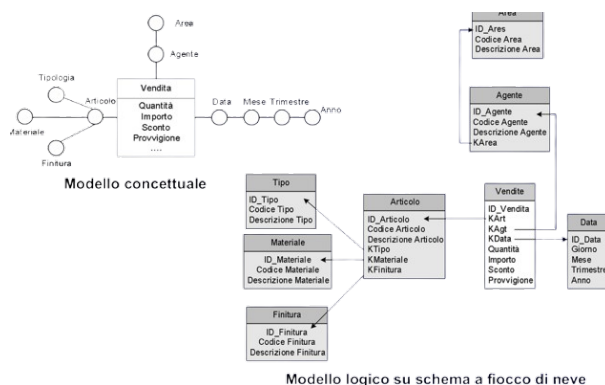 Area
Agente
Tipologia
Articolo
Materiale
Finitura
Vendita
Quantità
Importo
Sconto
Provvigione
....
Data
Mese
Trimestre
Anno
Modello concettuale
Area
ID_Ares
Codice Area
Descrizione Area
Agente
ID_Agente
Codice Agente
Descrizione Agente
KArea
Tipo
ID_Tipo
Codice Tipo
Descrizione Tipo
Materiale
ID_Materiale
Codice Materiale
Descrizione Materiale
Finitura
ID_Finitura
Codice Finitura
Descrizione Finitura
Articolo
ID_Articolo
Codice Articolo
Descrizione Articolo
KTipo
KMateriale
KFinitura
Vendite
ID_Vendita
KArt
KAgt
KData
Quantità
Importo
Sconto
Provvigione
Data
ID_Data
Giorno
Mese
Trimestre
Anno
Modello logico su schema a fiocco di neve